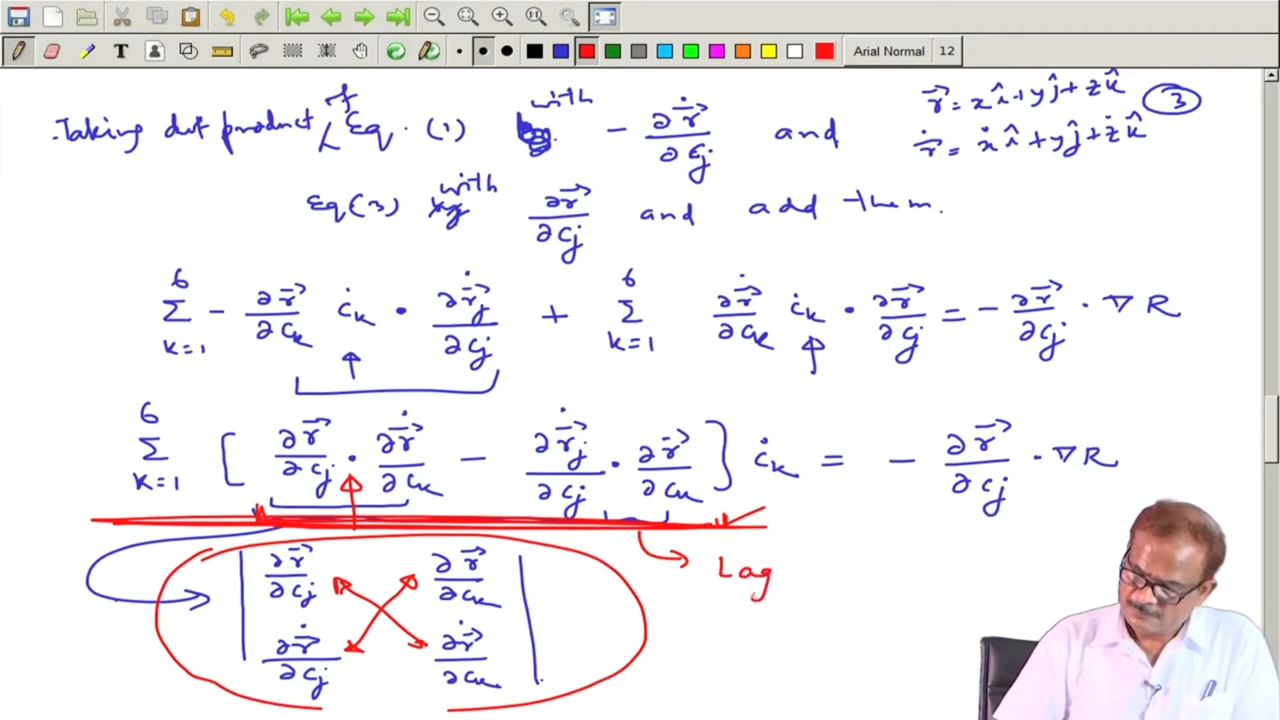 Arial Normal 12
Taking dot product of Eq. (1) with − ∂ṙ⃗/∂cj and
r⃗ = xî + yĵ + zk̂ (3)
ṙ⃗ = ẋî + ẏĵ + żk̂
Eq(3) with ∂r⃗/∂cj and add them.
6 Σ k=1 − ∂r⃗/∂ck ċk · ∂ṙ⃗j/∂cj + 6 Σ k=1 ∂ṙ⃗/∂ck ċk · ∂r⃗/∂cj = − ∂r⃗/∂cj · ∇R
6 Σ k=1 [ ∂r⃗/∂cj · ∂ṙ⃗/∂ck − ∂ṙ⃗j/∂cj · ∂r⃗/∂ck ] ċk = − ∂r⃗/∂cj · ∇R
| ∂r⃗/∂cj ∂r⃗/∂ck | → Lag
| ∂ṙ⃗/∂cj ∂ṙ⃗/∂ck |